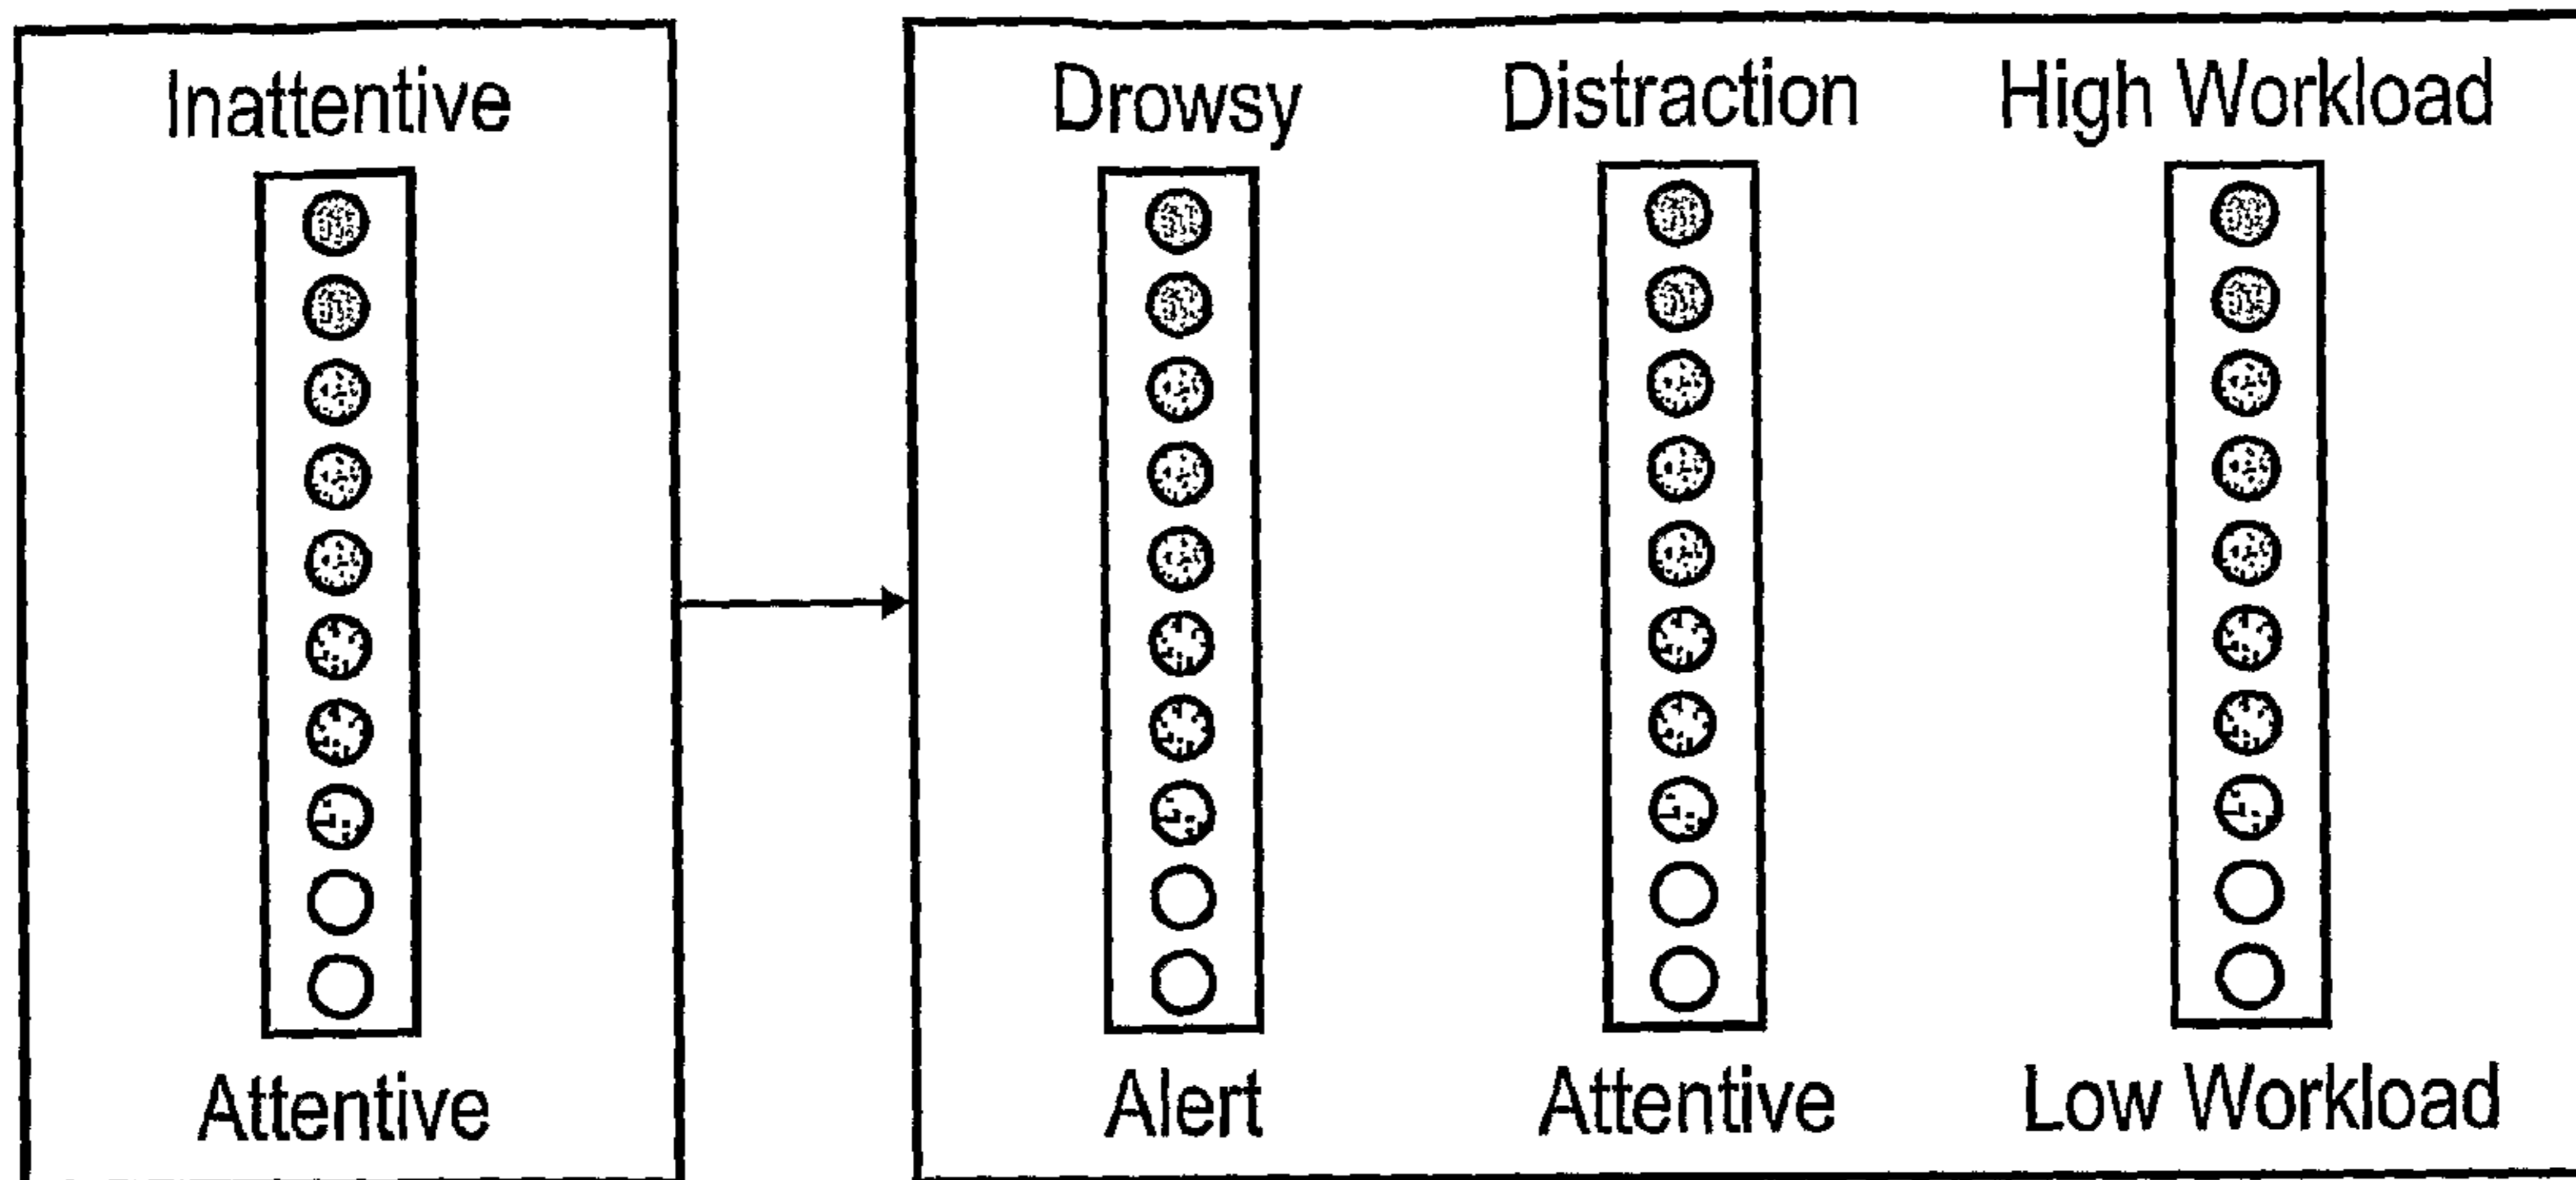 Inattentive
Attentive
Drowsy
Distraction
High Workload
Alert
Attentive
Low Workload